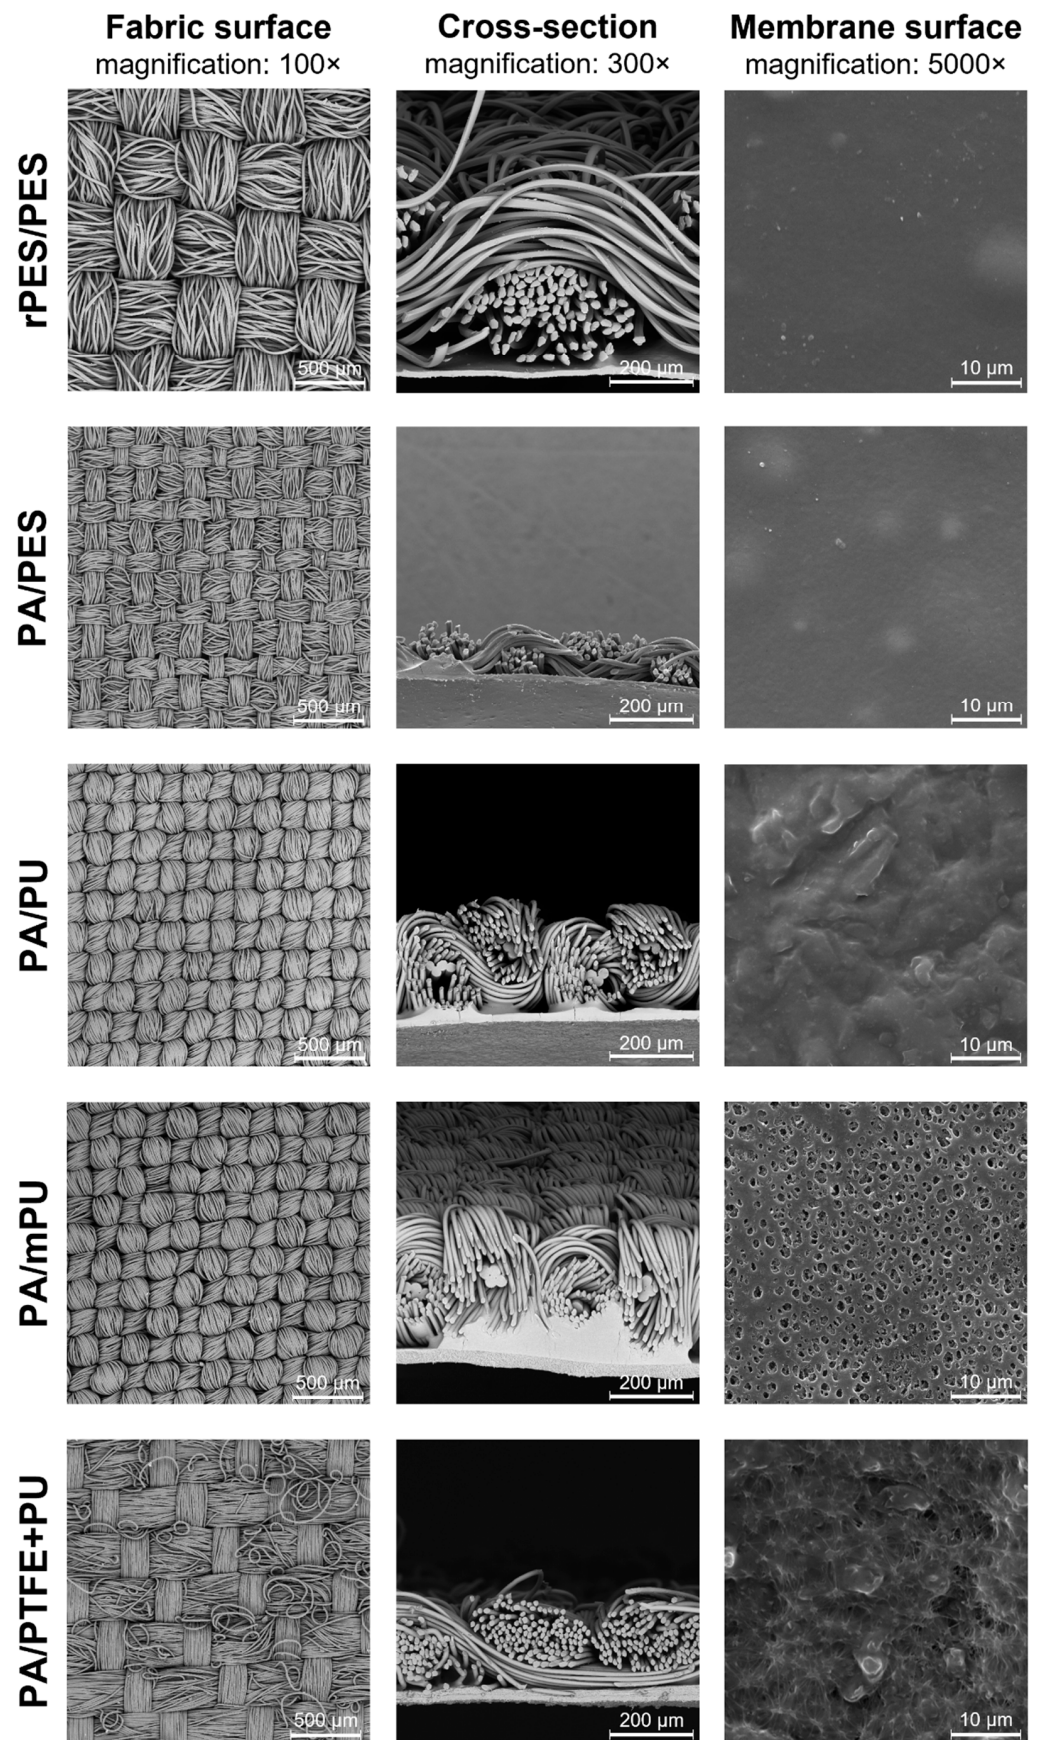 Fabric surface Cross-section Membrane surface
magnification: 100× magnification: 300× magnification: 5000×
rPES/PES
500 µm 200 µm 10 µm
PA/PES
500 µm 200 µm 10 µm
PA/PU
500 µm 200 µm 10 µm
PA/mPU
500 µm 200 µm 10 µm
PA/PTFE+PU
500 µm 200 µm 10 µm